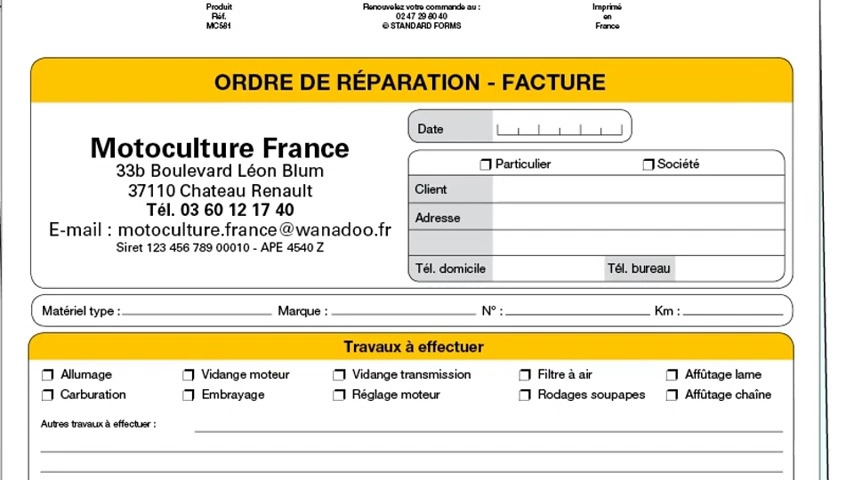 Produit
Réf.
MC581
Renouvelez votre commande au :
02 47 29 80 40
© STANDARD FORMS
Imprimé
en
France
ORDRE DE RÉPARATION - FACTURE
Motoculture France
33b Boulevard Léon Blum
37110 Chateau Renault
Tél. 03 60 12 17 40
E-mail : motoculture.france@wanadoo.fr
Siret 123 456 789 00010 - APE 4540 Z
Date
Particulier Société
Client
Adresse
Tél. domicile Tél. bureau
Matériel type : Marque : N° : Km :
Travaux à effectuer
Allumage Vidange moteur Vidange transmission Filtre à air Affûtage lame
Carburation Embrayage Réglage moteur Rodages soupapes Affûtage chaîne
Autres travaux à effectuer :